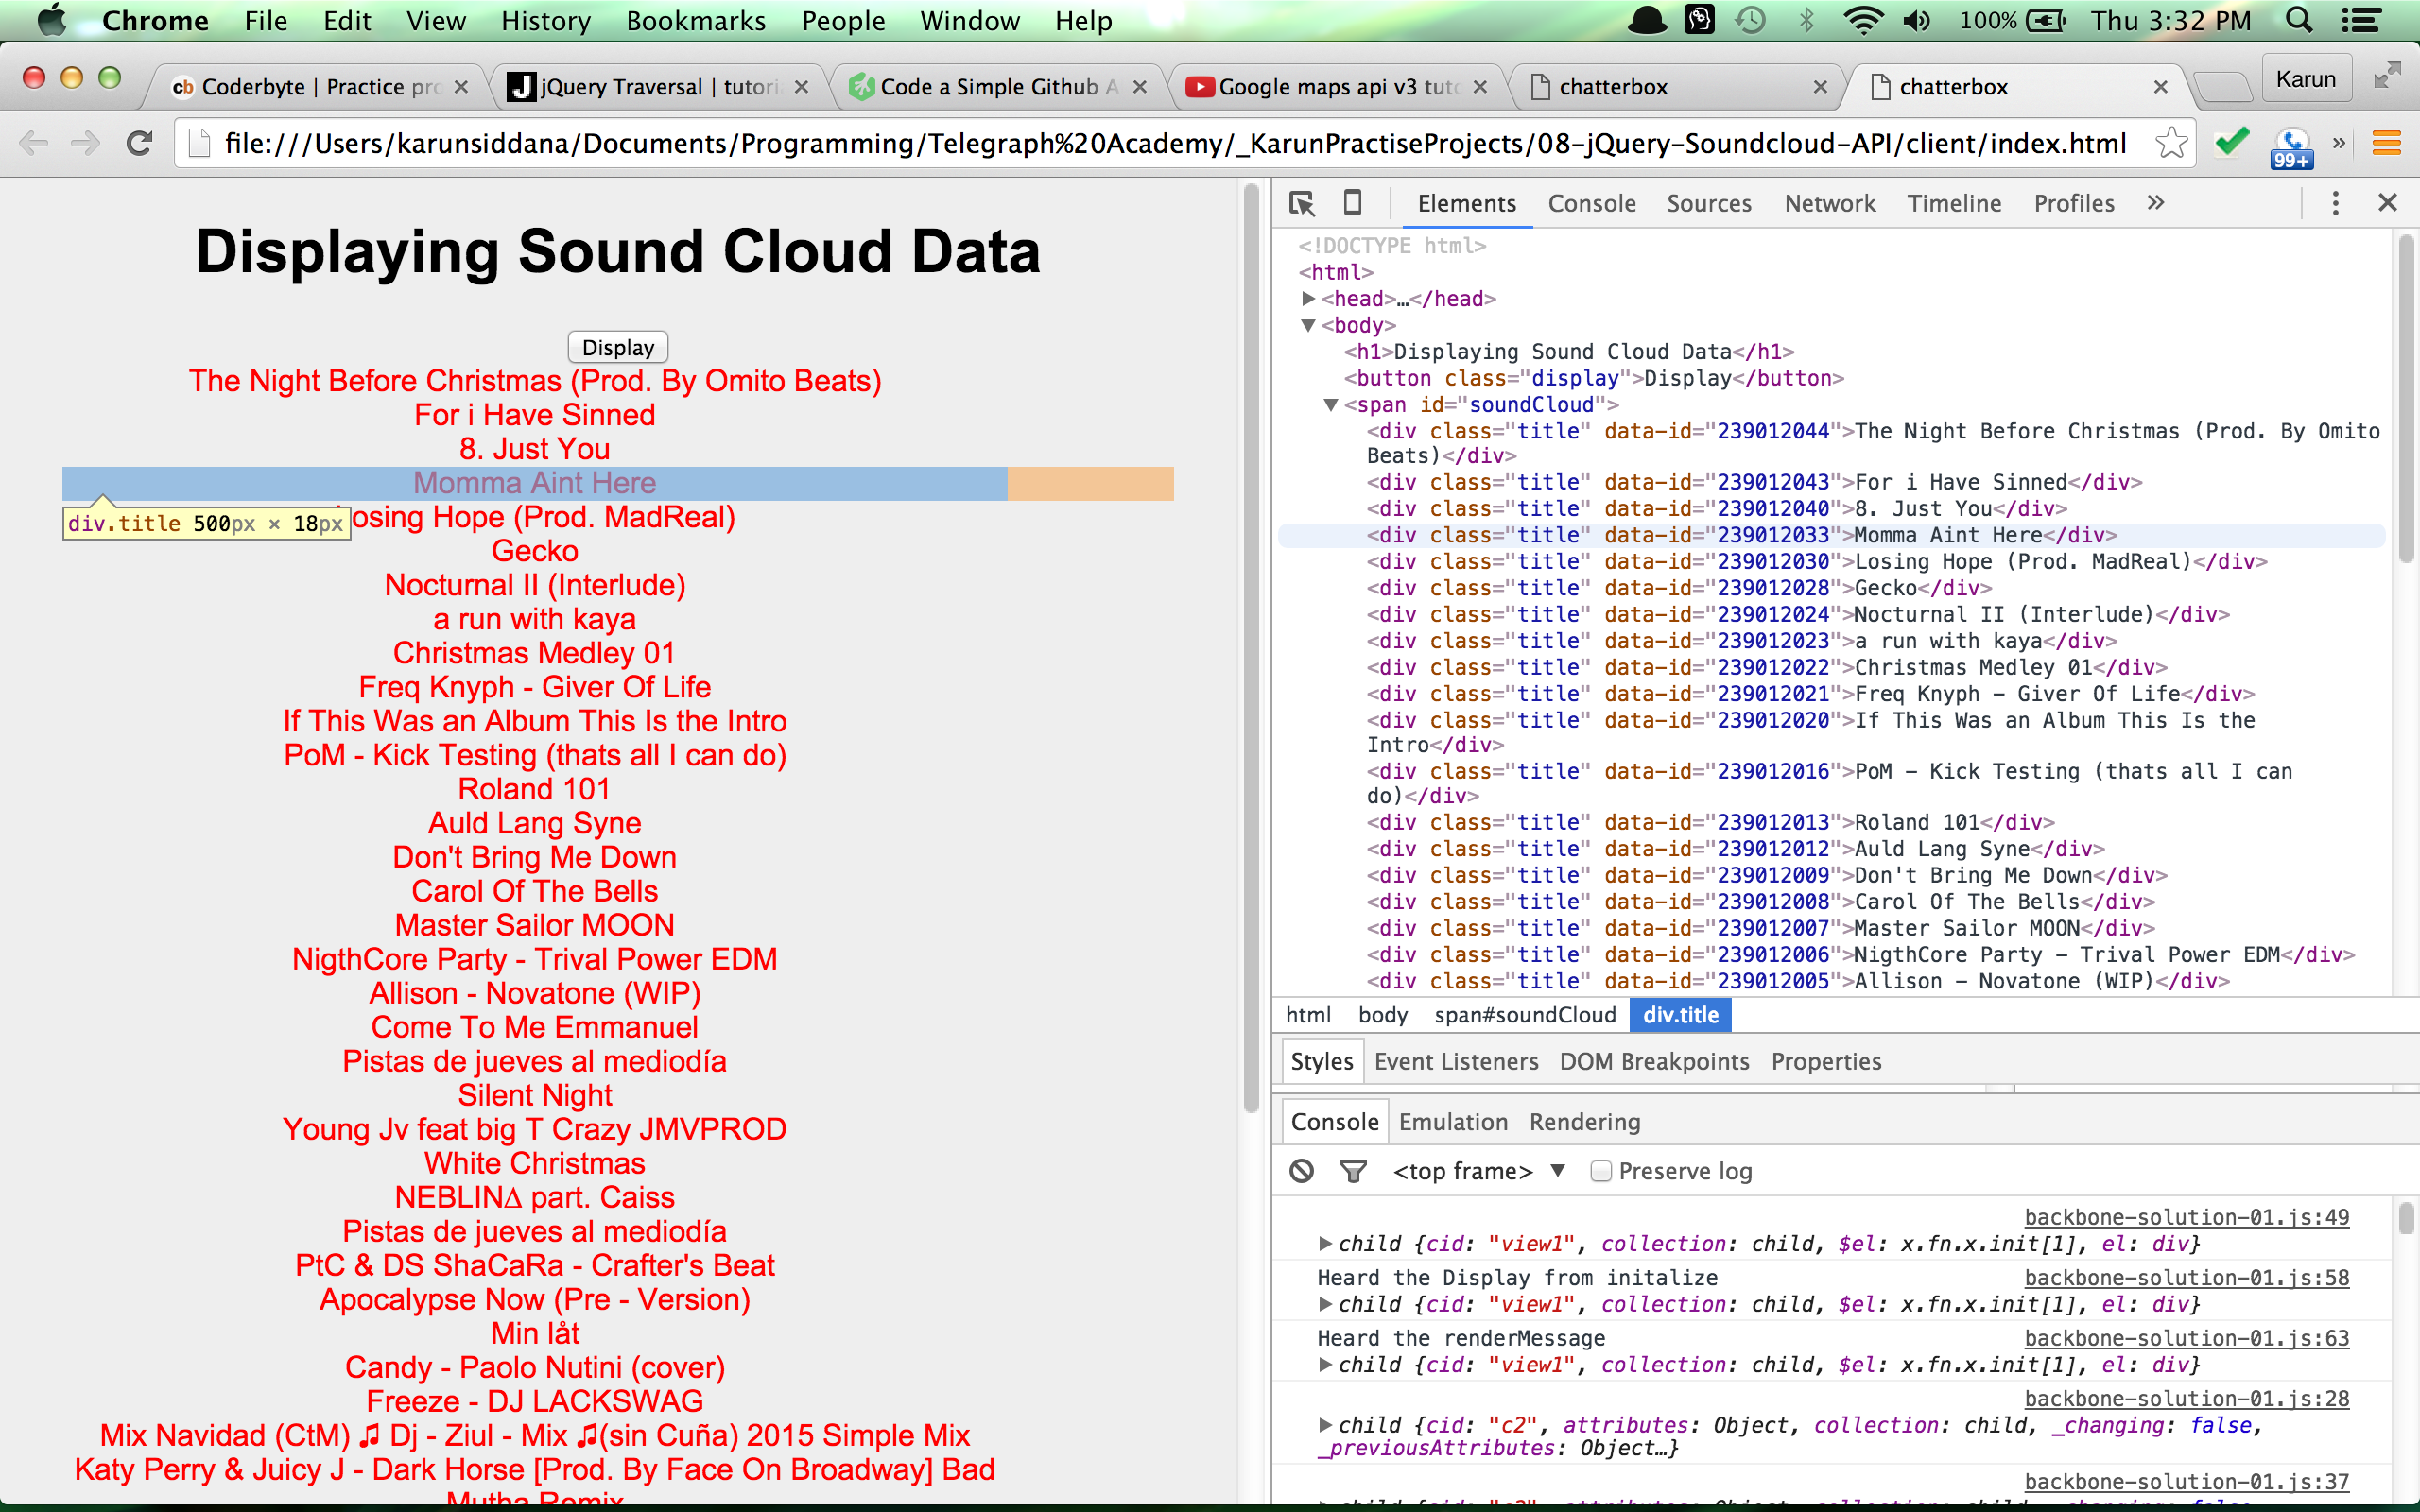 Chrome File Edit View History Bookmarks People Window Help 100% Thu 3:32 PM
cb Coderbyte | Practice pro
J jQuery Traversal | tutori
Code a Simple Github A
Google maps api v3 tuto
chatterbox
chatterbox
Karun
file:///Users/karunsiddana/Documents/Programming/Telegraph%20Academy/_KarunPractiseProjects/08-jQuery-Soundcloud-API/client/index.html
99+
Displaying Sound Cloud Data
Display
The Night Before Christmas (Prod. By Omito Beats)
For i Have Sinned
8. Just You
Momma Aint Here
div.title 500px × 18px
osing Hope (Prod. MadReal)
Gecko
Nocturnal II (Interlude)
a run with kaya
Christmas Medley 01
Freq Knyph - Giver Of Life
If This Was an Album This Is the Intro
PoM - Kick Testing (thats all I can do)
Roland 101
Auld Lang Syne
Don't Bring Me Down
Carol Of The Bells
Master Sailor MOON
NigthCore Party - Trival Power EDM
Allison - Novatone (WIP)
Come To Me Emmanuel
Pistas de jueves al mediodía
Silent Night
Young Jv feat big T Crazy JMVPROD
White Christmas
NEBLIN∆ part. Caiss
Pistas de jueves al mediodía
PtC & DS ShaCaRa - Crafter's Beat
Apocalypse Now (Pre - Version)
Min låt
Candy - Paolo Nutini (cover)
Freeze - DJ LACKSWAG
Mix Navidad (CtM) ♫ Dj - Ziul - Mix ♫(sin Cuña) 2015 Simple Mix
Katy Perry & Juicy J - Dark Horse [Prod. By Face On Broadway] Bad
Mutha Remix
Elements Console Sources Network Timeline Profiles »
<!DOCTYPE html>
<html>
▶<head>…</head>
▼<body>
<h1>Displaying Sound Cloud Data</h1>
<button class="display">Display</button>
▼<span id="soundCloud">
<div class="title" data-id="239012044">The Night Before Christmas (Prod. By Omito
Beats)</div>
<div class="title" data-id="239012043">For i Have Sinned</div>
<div class="title" data-id="239012040">8. Just You</div>
<div class="title" data-id="239012033">Momma Aint Here</div>
<div class="title" data-id="239012030">Losing Hope (Prod. MadReal)</div>
<div class="title" data-id="239012028">Gecko</div>
<div class="title" data-id="239012024">Nocturnal II (Interlude)</div>
<div class="title" data-id="239012023">a run with kaya</div>
<div class="title" data-id="239012022">Christmas Medley 01</div>
<div class="title" data-id="239012021">Freq Knyph - Giver Of Life</div>
<div class="title" data-id="239012020">If This Was an Album This Is the
Intro</div>
<div class="title" data-id="239012016">PoM - Kick Testing (thats all I can
do)</div>
<div class="title" data-id="239012013">Roland 101</div>
<div class="title" data-id="239012012">Auld Lang Syne</div>
<div class="title" data-id="239012009">Don't Bring Me Down</div>
<div class="title" data-id="239012008">Carol Of The Bells</div>
<div class="title" data-id="239012007">Master Sailor MOON</div>
<div class="title" data-id="239012006">NigthCore Party - Trival Power EDM</div>
<div class="title" data-id="239012005">Allison - Novatone (WIP)</div>
html body span#soundCloud div.title
Styles Event Listeners DOM Breakpoints Properties
Console Emulation Rendering
<top frame> ▼ Preserve log
backbone-solution-01.js:49
▶child {cid: "view1", collection: child, $el: x.fn.x.init[1], el: div}
Heard the Display from initalize backbone-solution-01.js:58
▶child {cid: "view1", collection: child, $el: x.fn.x.init[1], el: div}
Heard the renderMessage backbone-solution-01.js:63
▶child {cid: "view1", collection: child, $el: x.fn.x.init[1], el: div}
backbone-solution-01.js:28
▶child {cid: "c2", attributes: Object, collection: child, _changing: false,
_previousAttributes: Object…}
backbone-solution-01.js:37